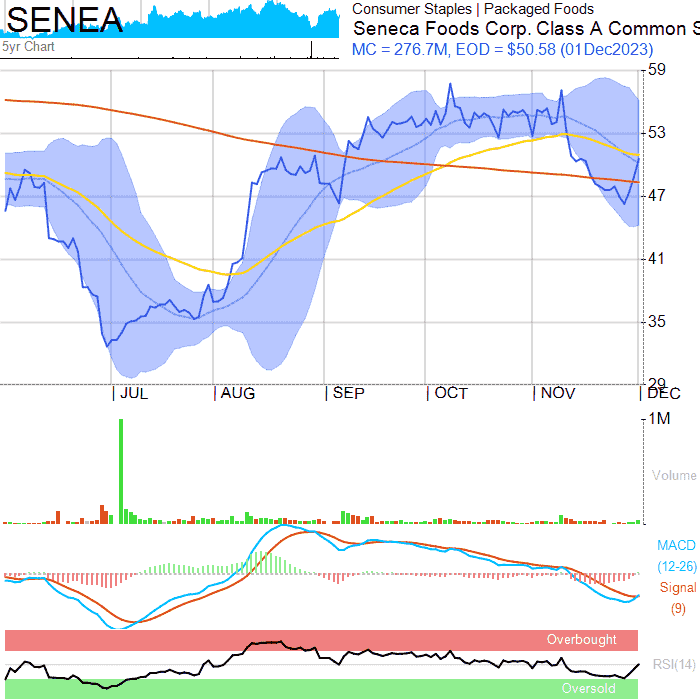 SENEA
5yr Chart
Consumer Staples | Packaged Foods
Seneca Foods Corp. Class A Common S
MC = 276.7M, EOD = $50.58 (01Dec2023)
59
53
47
41
35
29
JUL AUG SEP OCT NOV DEC
1M
Volume
MACD
(12-26)
Signal
(9)
Overbought
RSI(14)
Oversold